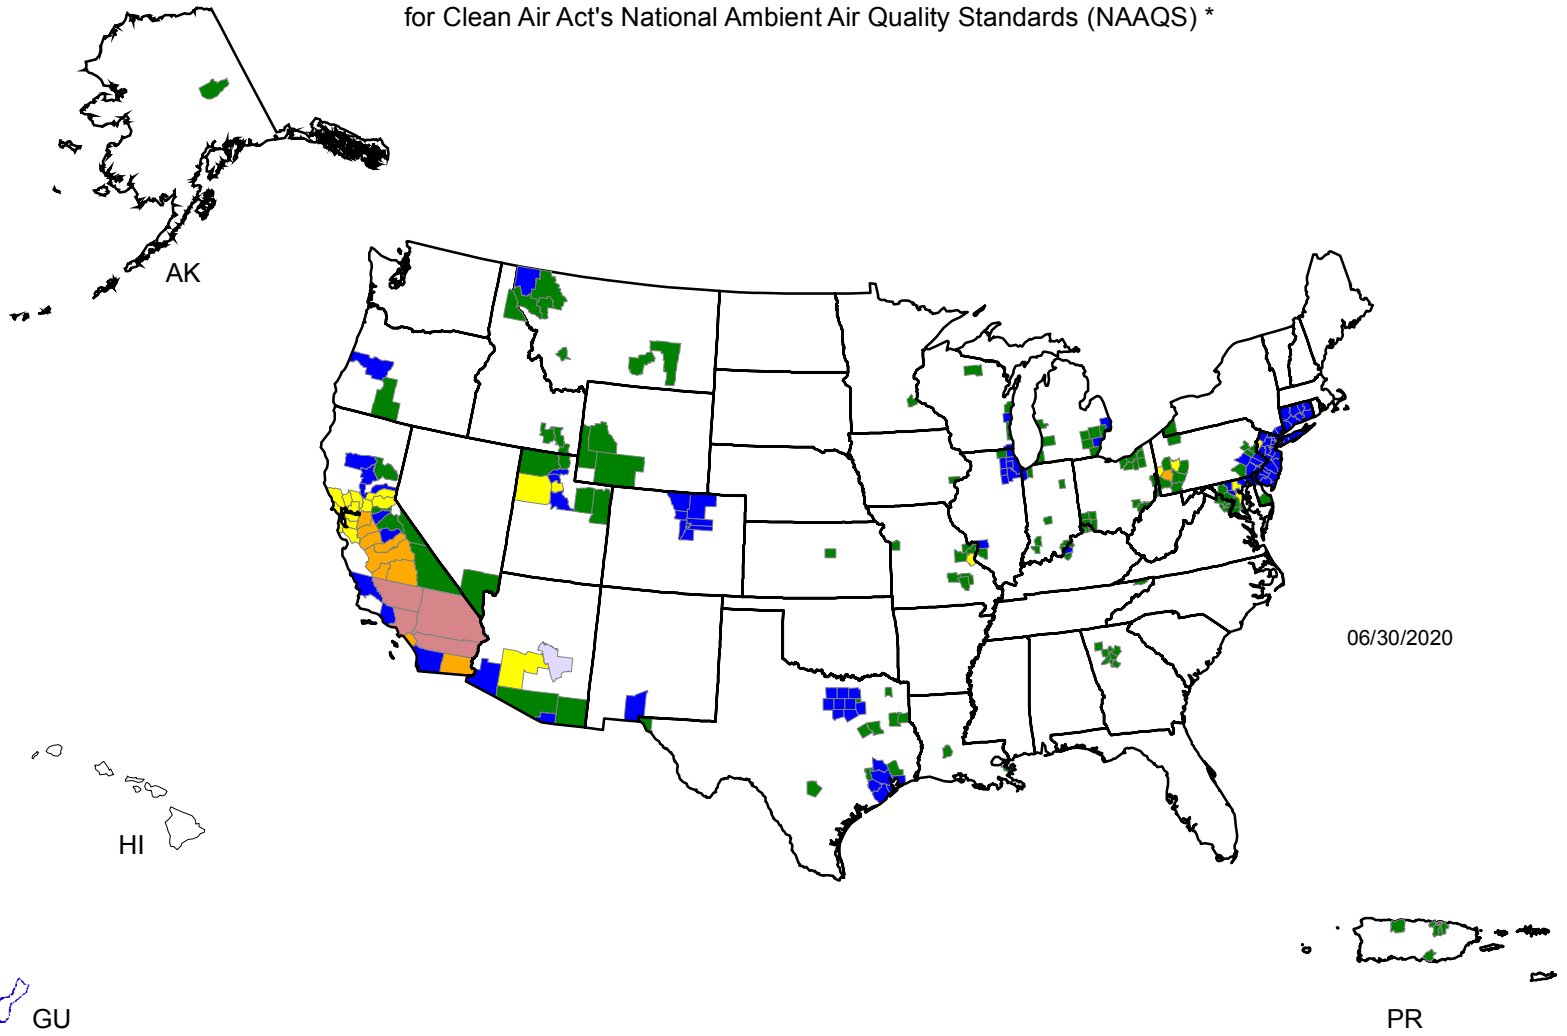 for Clean Air Act's National Ambient Air Quality Standards (NAAQS) *
AK
06/30/2020
HI
GU
PR